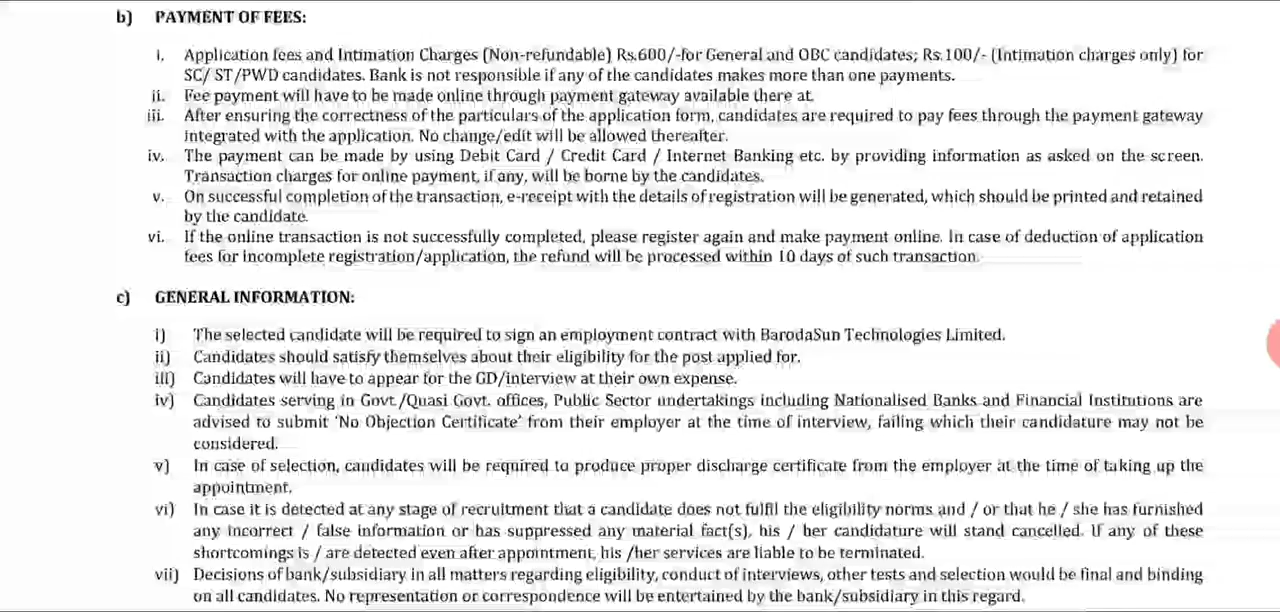 b) PAYMENT OF FEES:
i. Application fees and Intimation Charges (Non-refundable) Rs.600/-for General and OBC candidates; Rs.100/- (Intimation charges only) for
SC/ ST/PWD candidates. Bank is not responsible if any of the candidates makes more than one payments.
ii. Fee payment will have to be made online through payment gateway available there at.
iii. After ensuring the correctness of the particulars of the application form, candidates are required to pay fees through the payment gateway
integrated with the application. No change/edit will be allowed thereafter.
iv. The payment can be made by using Debit Card / Credit Card / Internet Banking etc. by providing information as asked on the screen.
Transaction charges for online payment, if any, will be borne by the candidates.
v. On successful completion of the transaction, e-receipt with the details of registration will be generated, which should be printed and retained
by the candidate.
vi. If the online transaction is not successfully completed, please register again and make payment online. In case of deduction of application
fees for incomplete registration/application, the refund will be processed within 10 days of such transaction.
c) GENERAL INFORMATION:
i) The selected candidate will be required to sign an employment contract with BarodaSun Technologies Limited.
ii) Candidates should satisfy themselves about their eligibility for the post applied for.
iii) Candidates will have to appear for the GD/interview at their own expense.
iv) Candidates serving in Govt./Quasi Govt. offices, Public Sector undertakings including Nationalised Banks and Financial Institutions are
advised to submit 'No Objection Certificate' from their employer at the time of interview, failing which their candidature may not be
considered.
v) In case of selection, candidates will be required to produce proper discharge certificate from the employer at the time of taking up the
appointment.
vi) In case it is detected at any stage of recruitment that a candidate does not fulfil the eligibility norms and / or that he / she has furnished
any incorrect / false information or has suppressed any material fact(s), his / her candidature will stand cancelled. If any of these
shortcomings is / are detected even after appointment, his /her services are liable to be terminated.
vii) Decisions of bank/subsidiary in all matters regarding eligibility, conduct of interviews, other tests and selection would be final and binding
on all candidates. No representation or correspondence will be entertained by the bank/subsidiary in this regard.